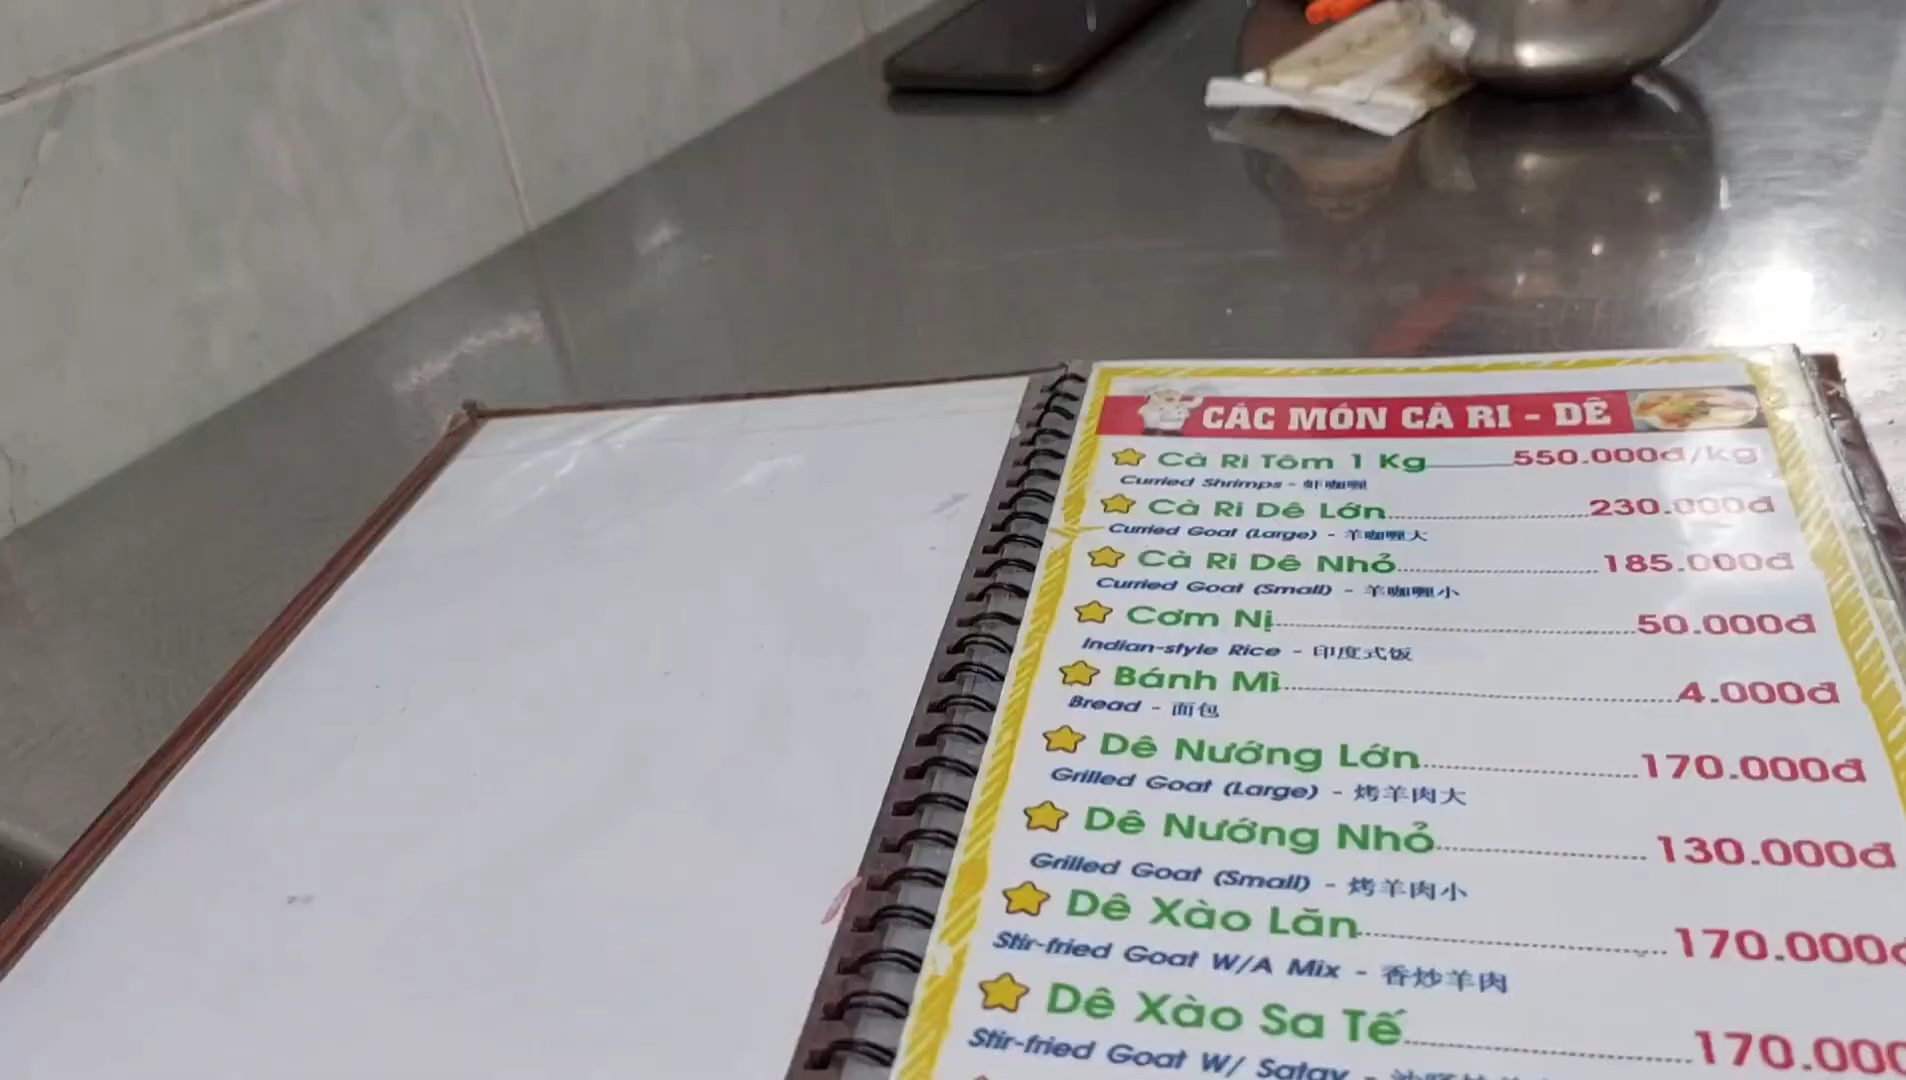 CÁC MÓN CÀ RI - DÊ
Cà Ri Tôm 1 Kg 550.000đ/kg
Curried Shrimps - 虾咖喱
Cà Ri Dê Lớn 230.000đ
Curried Goat (Large) - 羊咖喱大
Cà Ri Dê Nhỏ 185.000đ
Curried Goat (Small) - 羊咖喱小
Cơm Nị 50.000đ
Indian-style Rice - 印度式饭
Bánh Mì 4.000đ
Bread - 面包
Dê Nướng Lớn 170.000đ
Grilled Goat (Large) - 烤羊肉大
Dê Nướng Nhỏ 130.000đ
Grilled Goat (Small) - 烤羊肉小
Dê Xào Lăn 170.000đ
Stir-fried Goat W/A Mix - 香炒羊肉
Dê Xào Sa Tế 170.000
Stir-fried Goat W/ Satay -